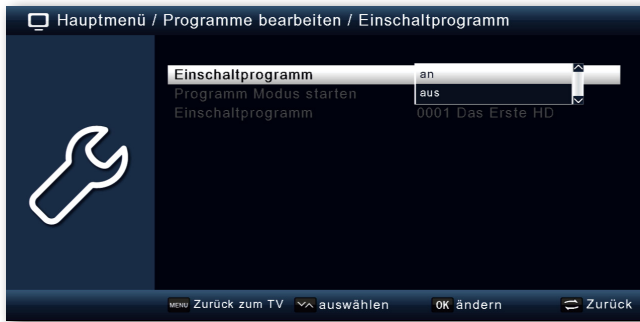 Hauptmenü / Programme bearbeiten / Einschaltprogramm
Einschaltprogramm an
aus
Programm Modus starten
Einschaltprogramm 0001 Das Erste HD
MENU Zurück zum TV auswählen OK ändern Zurück